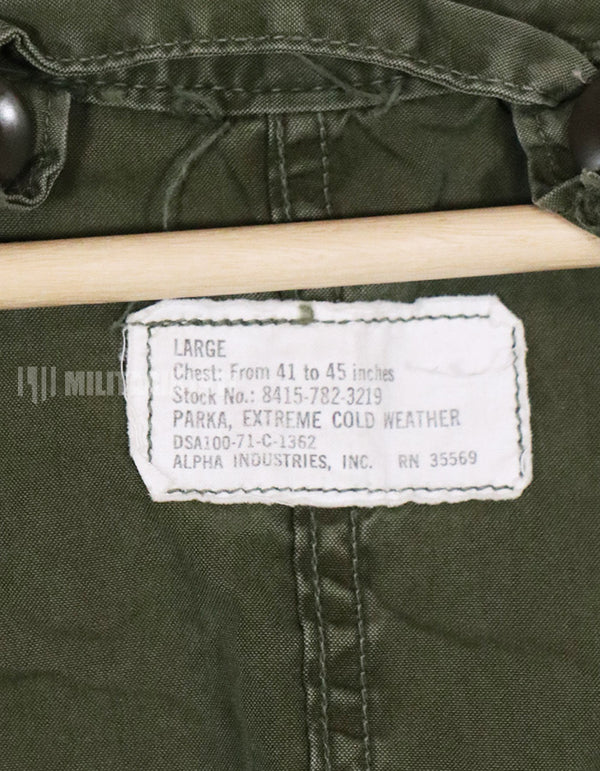 LARGE
Chest: From 41 to 45 inches
Stock No.: 8415-782-3219
PARKA, EXTREME COLD WEATHER
DSA100-71-C-1362
ALPHA INDUSTRIES, INC. RN 35569